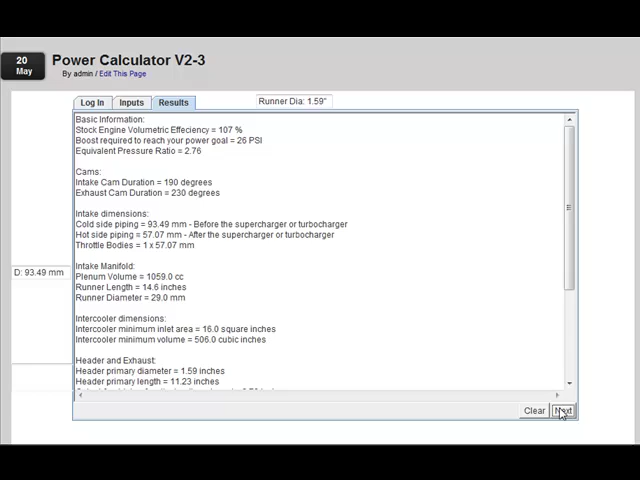 20
May
Power Calculator V2-3
By admin / Edit This Page
Log In Inputs Results
Runner Dia: 1.59"
Basic Information:
Stock Engine Volumetric Effeciency = 107 %
Boost required to reach your power goal = 26 PSI
Equivalent Pressure Ratio = 2.76
Cams:
Intake Cam Duration = 190 degrees
Exhaust Cam Duration = 230 degrees
Intake dimensions:
Cold side piping = 93.49 mm - Before the supercharger or turbocharger
Hot side piping = 57.07 mm - After the supercharger or turbocharger
Throttle Bodies = 1 x 57.07 mm
D: 93.49 mm
Intake Manifold:
Plenum Volume = 1059.0 cc
Runner Length = 14.6 inches
Runner Diameter = 29.0 mm
Intercooler dimensions:
Intercooler minimum inlet area = 16.0 square inches
Intercooler minimum volume = 506.0 cubic inches
Header and Exhaust:
Header primary diameter = 1.59 inches
Header primary length = 11.23 inches
Clear Next